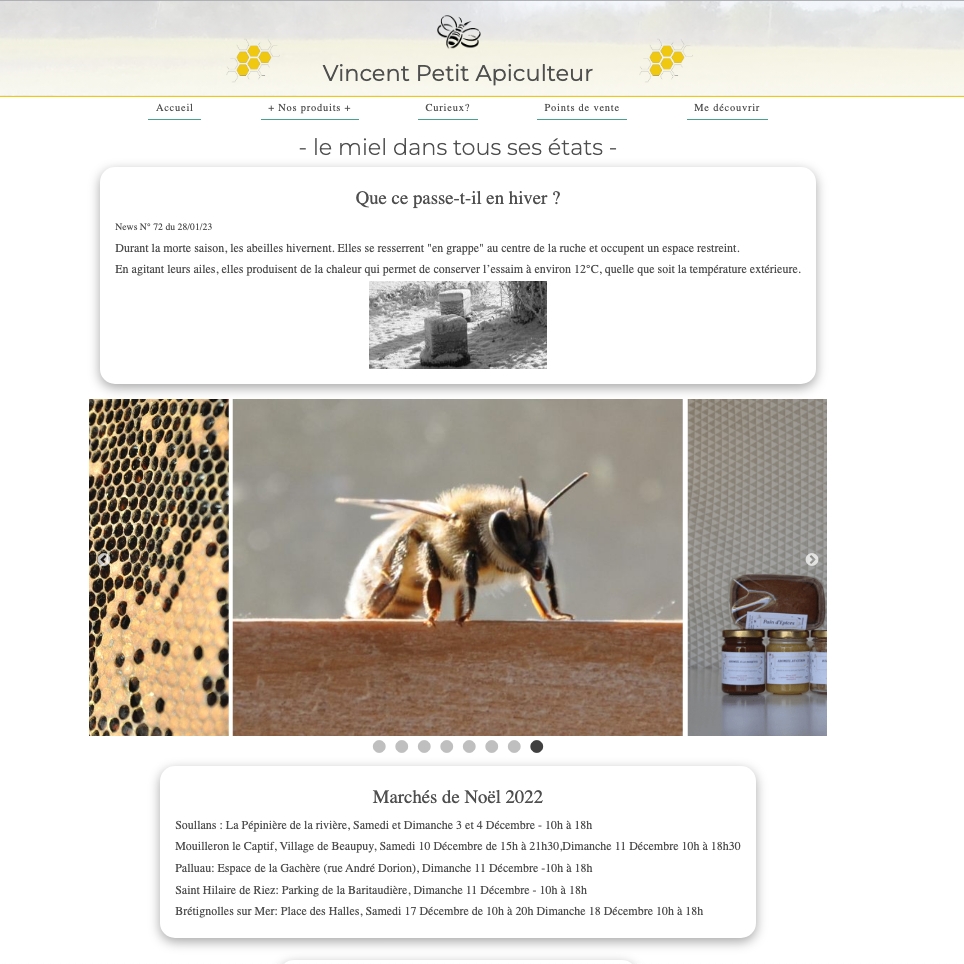 Vincent Petit Apiculteur
Accueil
+ Nos produits +
Curieux?
Points de vente
Me découvrir
- le miel dans tous ses états -
Que ce passe-t-il en hiver ?
News N° 72 du 28/01/23
Durant la morte saison, les abeilles hivernent. Elles se resserrent "en grappe" au centre de la ruche et occupent un espace restreint.
En agitant leurs ailes, elles produisent de la chaleur qui permet de conserver l'essaim à environ 12°C, quelle que soit la température extérieure.
Pain d'Epices
Marchés de Noël 2022
Soullans : La Pépinière de la rivière, Samedi et Dimanche 3 et 4 Décembre - 10h à 18h
Mouilleron le Captif, Village de Beaupuy, Samedi 10 Décembre de 15h à 21h30,Dimanche 11 Décembre 10h à 18h30
Palluau: Espace de la Gachère (rue André Dorion), Dimanche 11 Décembre -10h à 18h
Saint Hilaire de Riez: Parking de la Baritaudière, Dimanche 11 Décembre - 10h à 18h
Brétignolles sur Mer: Place des Halles, Samedi 17 Décembre de 10h à 20h Dimanche 18 Décembre 10h à 18h